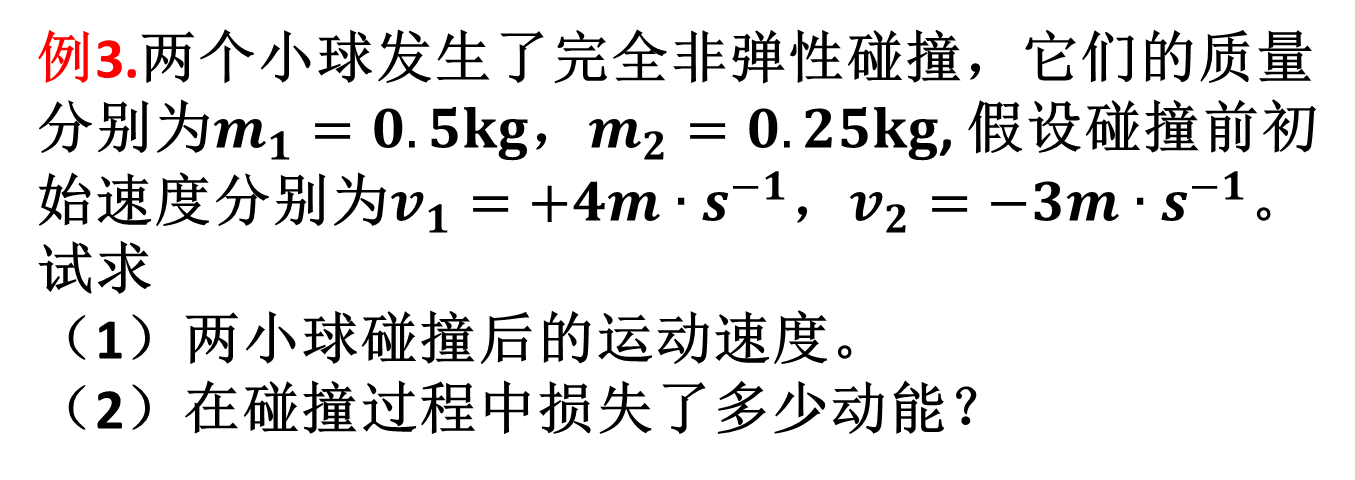 例3.两个小球发生了完全非弹性碰撞，它们的质量
分别为m₁ = 0.5kg，m₂ = 0.25kg,假设碰撞前初
始速度分别为v₁ = +4m·s⁻¹，v₂ = −3m·s⁻¹。
试求
（1）两小球碰撞后的运动速度。
（2）在碰撞过程中损失了多少动能？